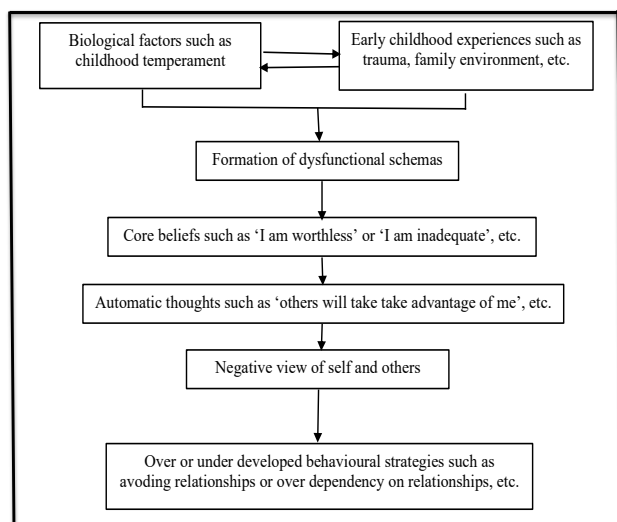 Biological factors such as
childhood temperament
Early childhood experiences such as
trauma, family environment, etc.
Formation of dysfunctional schemas
Core beliefs such as ‘I am worthless’ or ‘I am inadequate’, etc.
Automatic thoughts such as ‘others will take take advantage of me’, etc.
Negative view of self and others
Over or under developed behavioural strategies such as
avoding relationships or over dependency on relationships, etc.